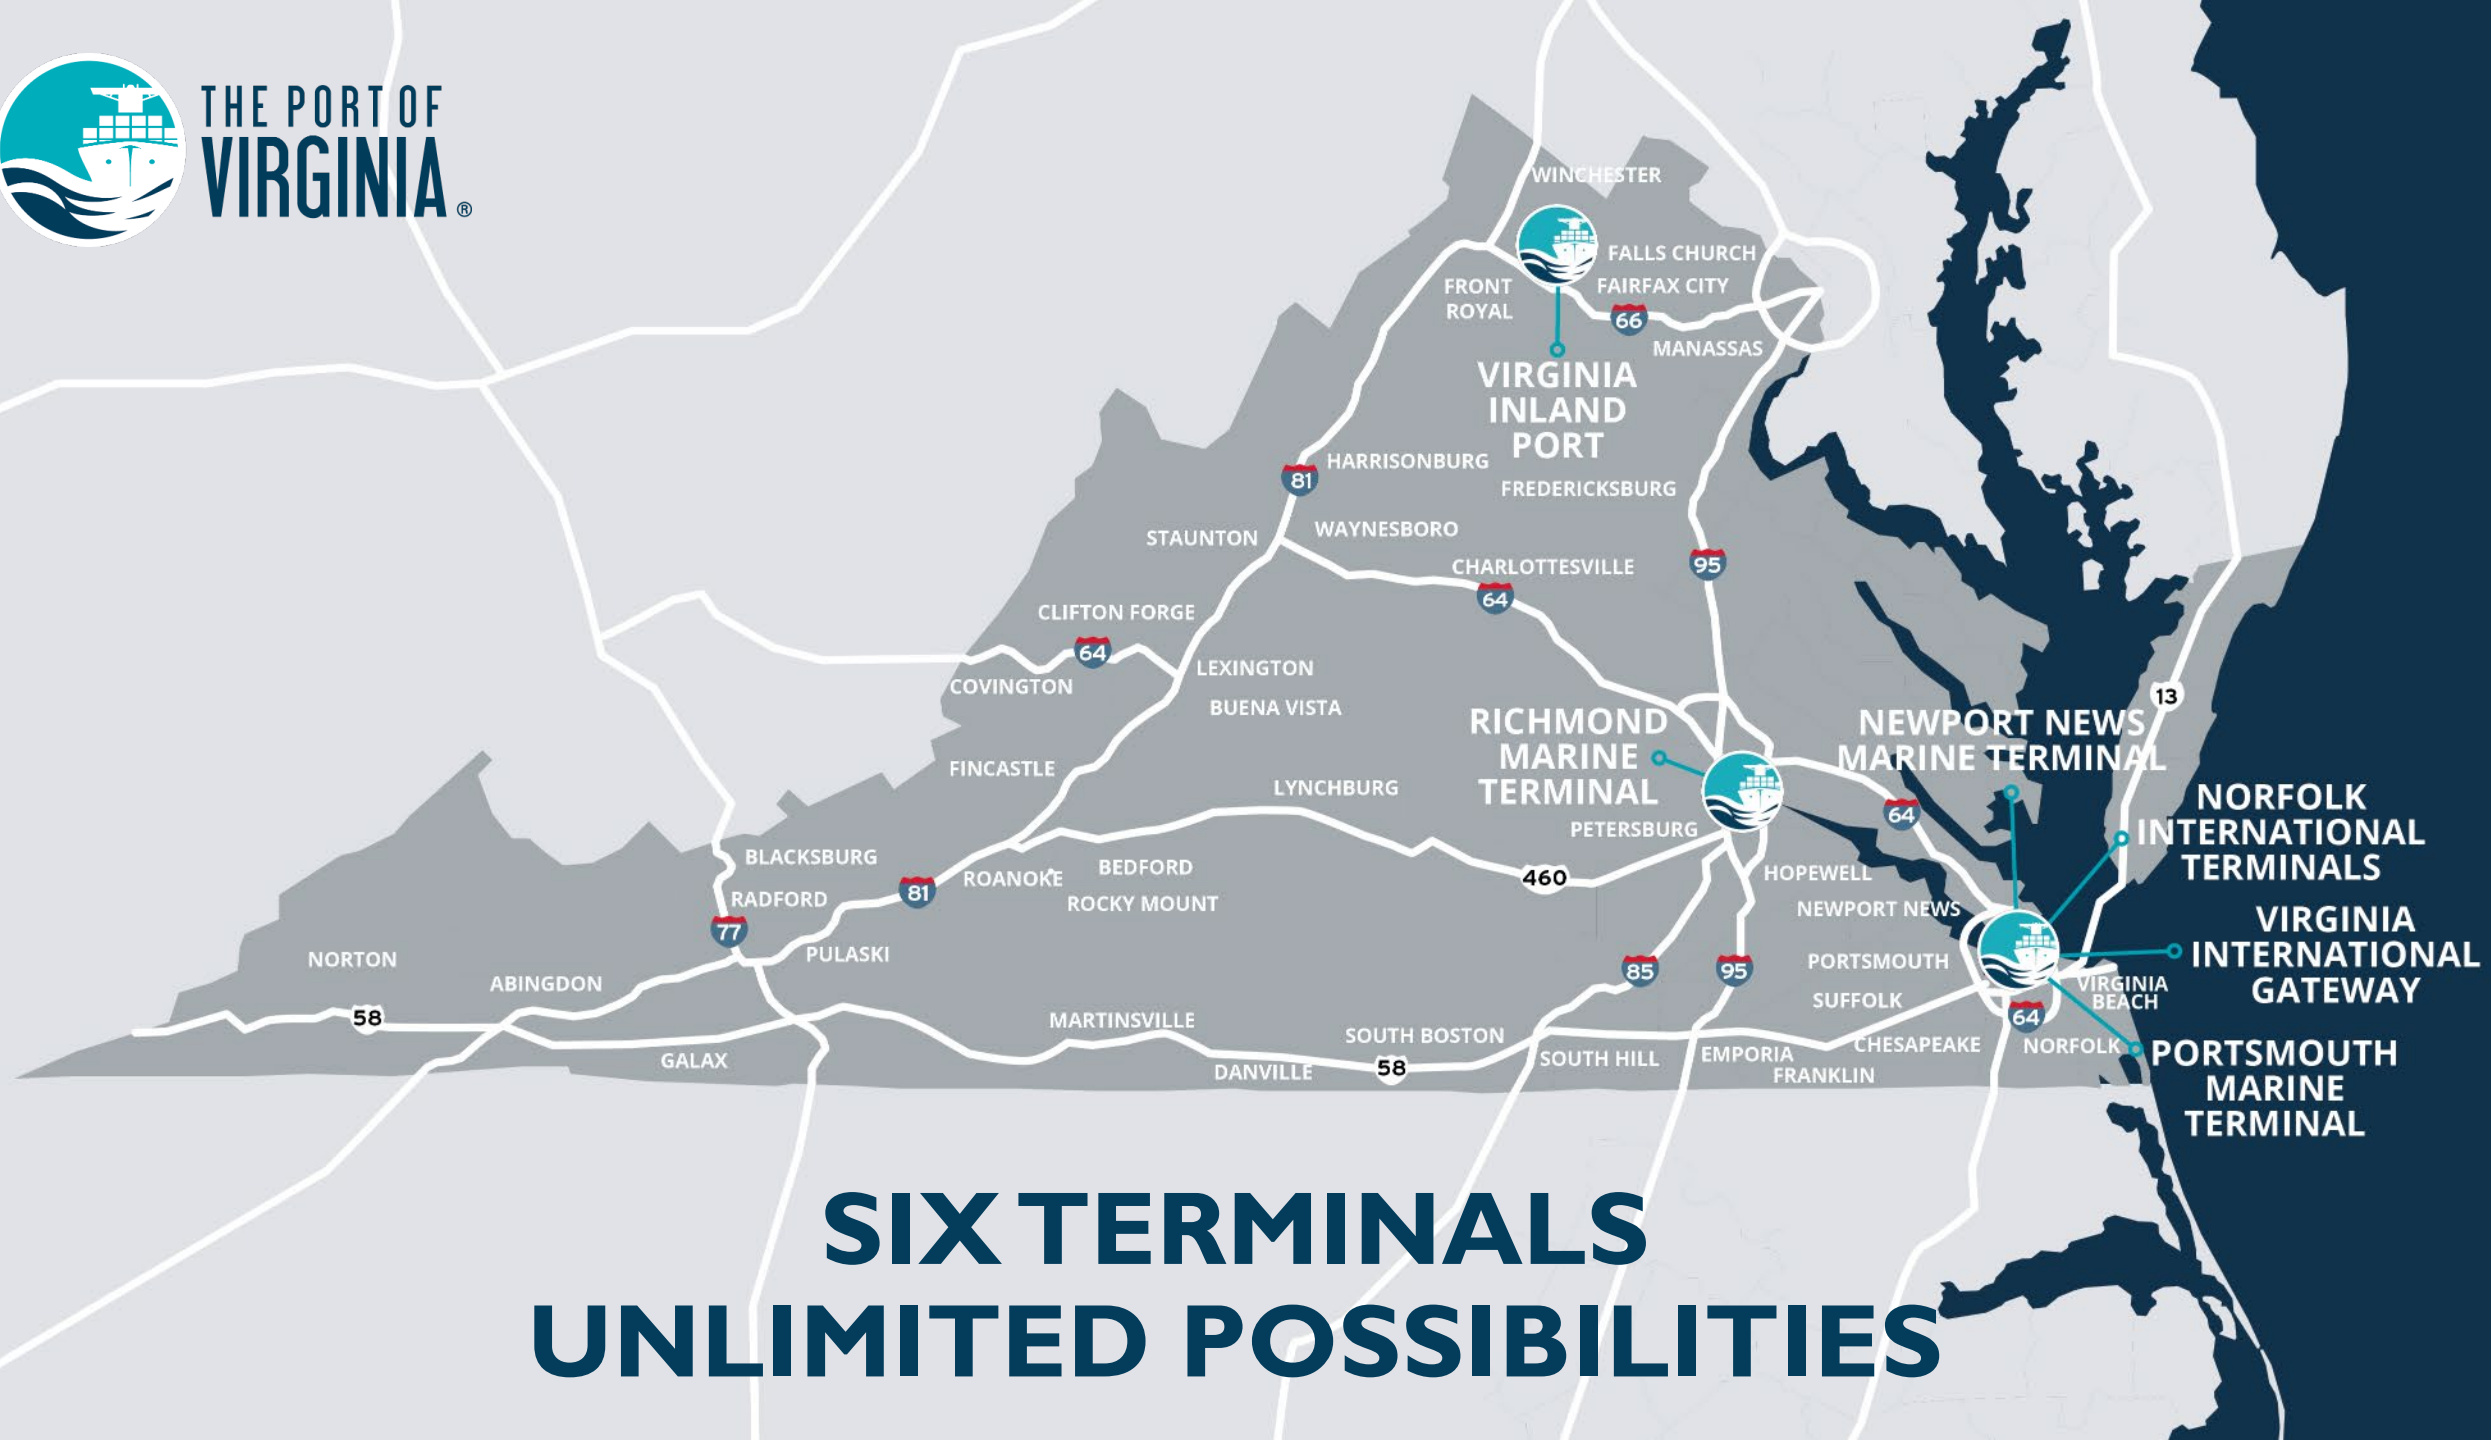 THE PORT OF
VIRGINIA®
WINCHESTER
FALLS CHURCH
FRONT
ROYAL
FAIRFAX CITY
66
MANASSAS
VIRGINIA
INLAND
PORT
HARRISONBURG
81
FREDERICKSBURG
STAUNTON
WAYNESBORO
CHARLOTTESVILLE
95
64
CLIFTON FORGE
64
LEXINGTON
COVINGTON
BUENA VISTA
13
RICHMOND
MARINE
TERMINAL
NEWPORT NEWS
MARINE TERMINAL
FINCASTLE
LYNCHBURG
NORFOLK
INTERNATIONAL
TERMINALS
64
PETERSBURG
BLACKSBURG
BEDFORD
460
HOPEWELL
ROANOKE
81
RADFORD
ROCKY MOUNT
NEWPORT NEWS
77
VIRGINIA
INTERNATIONAL
GATEWAY
PULASKI
NORTON
PORTSMOUTH
85
95
ABINGDON
VIRGINIA
BEACH
SUFFOLK
58
64
MARTINSVILLE
SOUTH BOSTON
CHESAPEAKE
NORFOLK
PORTSMOUTH
MARINE
TERMINAL
GALAX
SOUTH HILL
EMPORIA
58
DANVILLE
FRANKLIN
SIX TERMINALS
UNLIMITED POSSIBILITIES